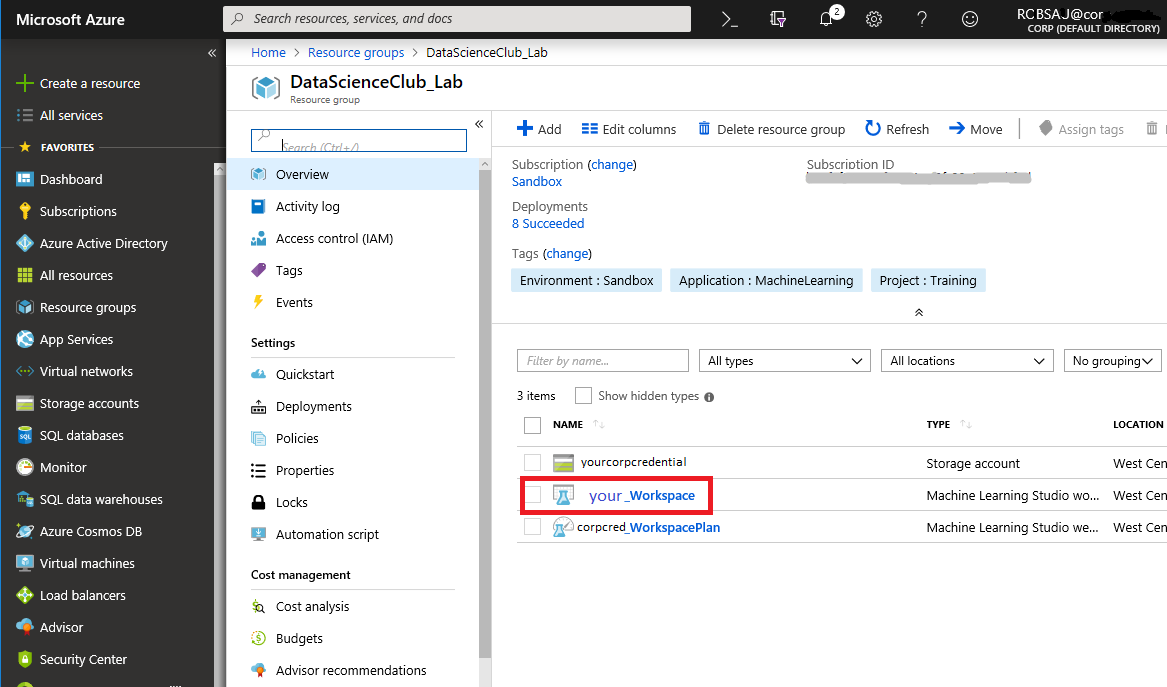 Microsoft Azure
Search resources, services, and docs
2
RCBSAJ@cor
CORP (DEFAULT DIRECTORY)
Create a resource
All services
FAVORITES
Dashboard
Subscriptions
Azure Active Directory
All resources
Resource groups
App Services
Virtual networks
Storage accounts
SQL databases
Monitor
SQL data warehouses
Azure Cosmos DB
Virtual machines
Load balancers
Advisor
Security Center
Home > Resource groups > DataScienceClub_Lab
DataScienceClub_Lab
Resource group
Search (Ctrl+/)
Overview
Activity log
Access control (IAM)
Tags
Events
Settings
Quickstart
Deployments
Policies
Properties
Locks
Automation script
Cost management
Cost analysis
Budgets
Advisor recommendations
Add Edit columns Delete resource group Refresh Move Assign tags
Subscription (change)
Sandbox
Subscription ID
Deployments
8 Succeeded
Tags (change)
Environment : Sandbox Application : MachineLearning Project : Training
Filter by name... All types All locations No grouping
3 items Show hidden types
NAME TYPE LOCATION
yourcorpcredential Storage account West Cen
your_Workspace Machine Learning Studio wo... West Cen
corpcred_WorkspacePlan Machine Learning Studio we... West Cen